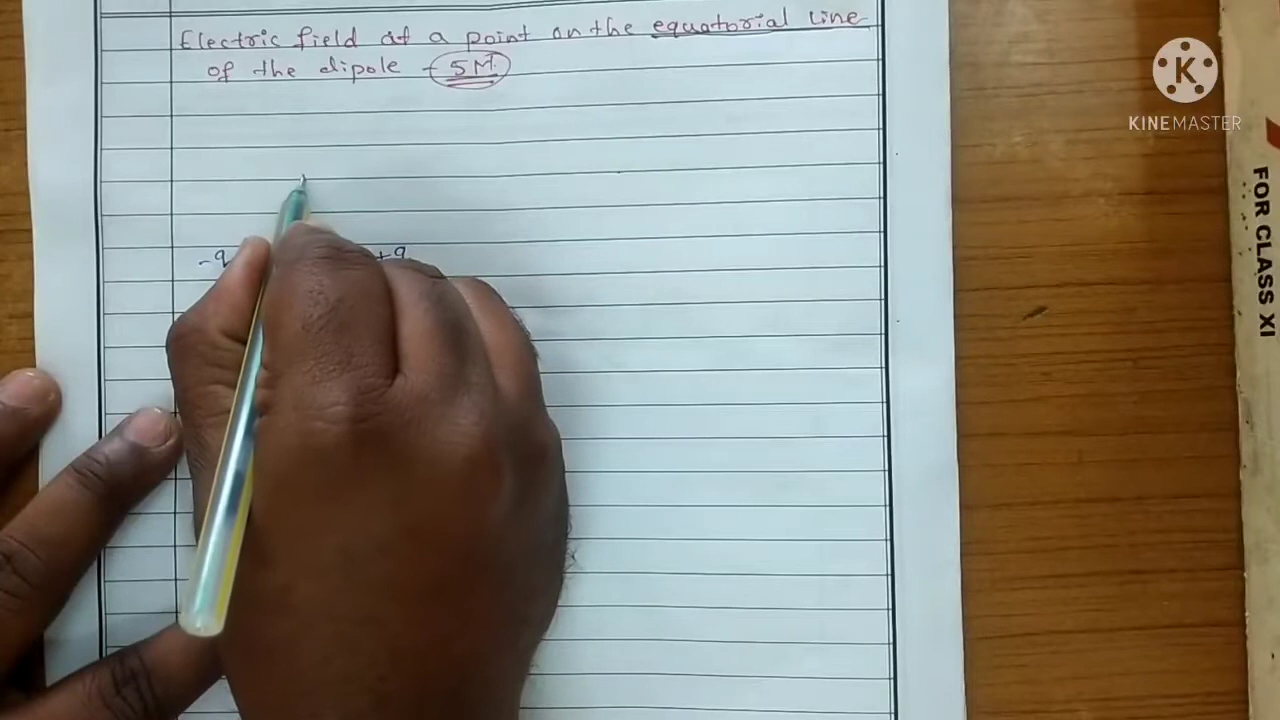 Electric field at a point on the equatorial line
of the dipole - 5M
-q +q
K
KINEMASTER
FOR CLASS XI